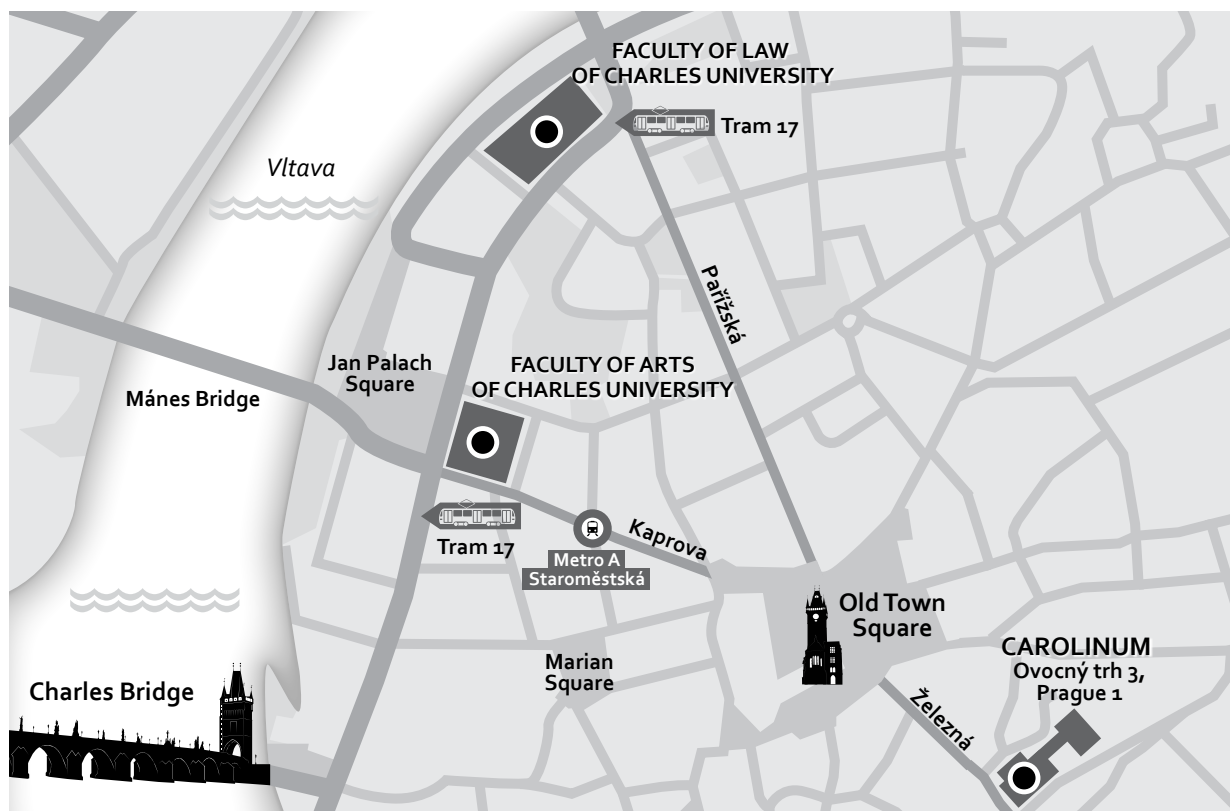 FACULTY OF LAW
OF CHARLES UNIVERSITY
Tram 17
Vltava
Pařížská
Jan Palach
Square
FACULTY OF ARTS
OF CHARLES UNIVERSITY
Mánes Bridge
Kaprova
Tram 17
Metro A
Staroměstská
Old Town
Square
CAROLINUM
Ovocný trh 3,
Prague 1
Marian
Square
Charles Bridge
Železná